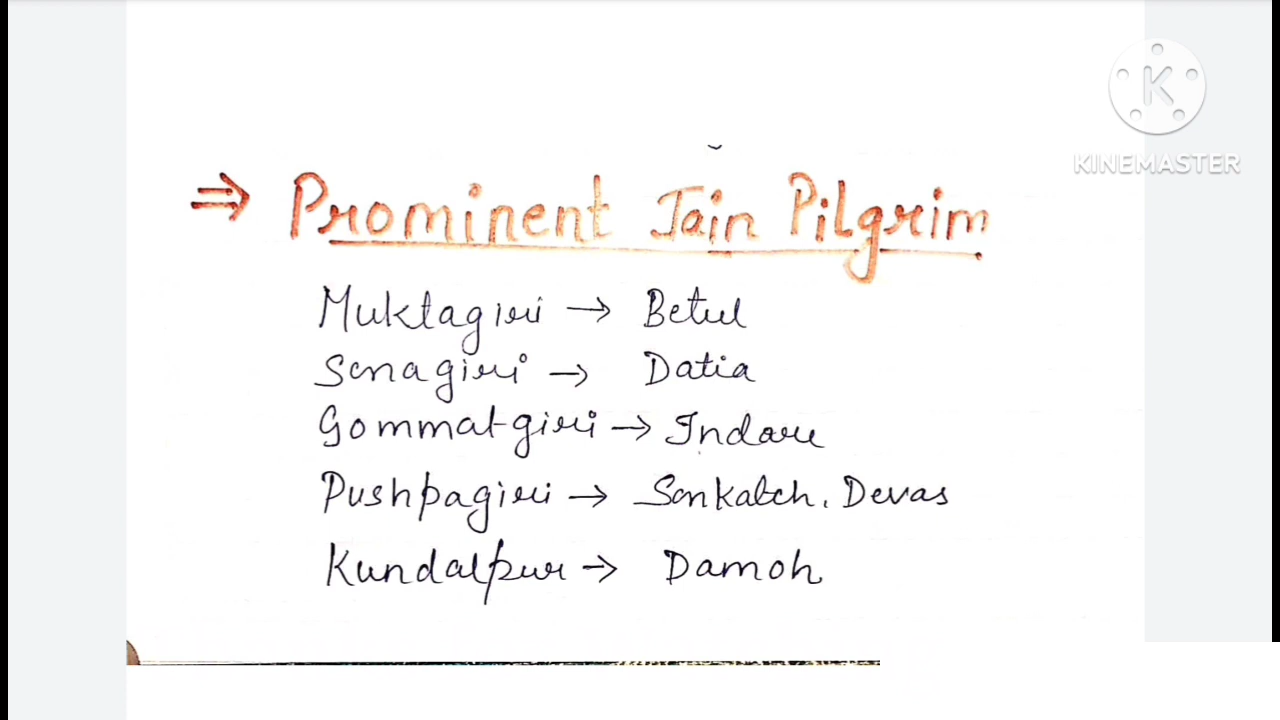 KINEMASTER
⇒ Prominent Jain Pilgrim
Muktagiri → Betul
Sonagiri → Datia
Gommatgiri → Indore
Pushpagiri → Sonkatch, Devas
Kundalpur → Damoh